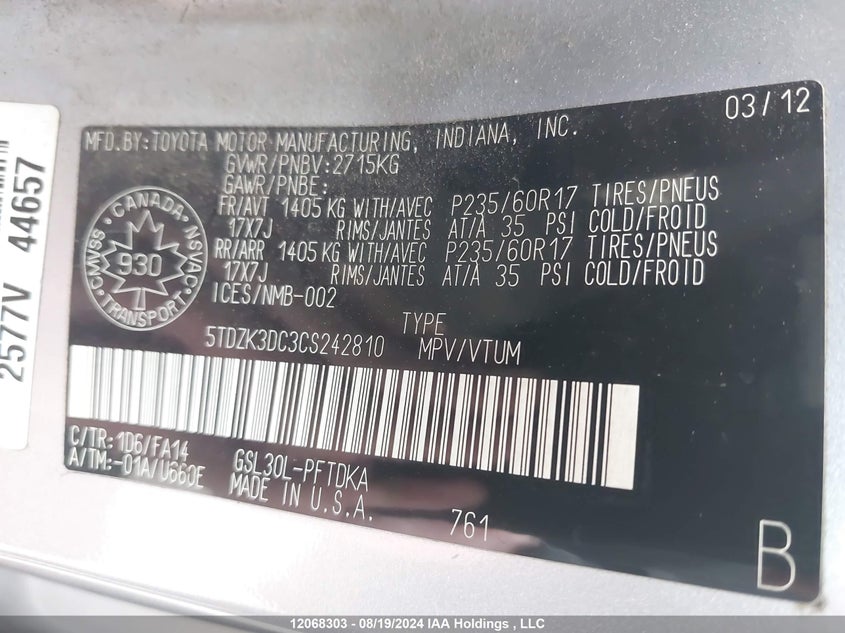 03/12
MFD.BY:TOYOTA MOTOR MANUFACTURING, INDIANA, INC.
GVWR/PNBV:2715KG
GAWR/PNBE:
FR/AVT 1405 KG WITH/AVEC P235/60R17 TIRES/PNEUS
17X7J RIMS/JANTES AT/À 35 PSI COLD/FROID
RR/ARR 1405 KG WITH/AVEC P235/60R17 TIRES/PNEUS
17X7J RIMS/JANTES AT/À 35 PSI COLD/FROID
ICES/NMB-002
CANADA
CMVSS 930 NSVAC
TRANSPORT
TYPE
5TDZK3DC3CS242810 MPV/VTUM
C/TR:1D6/FA14
A/TM:-01A/U660E
GSL30L-PFTDKA
MADE IN U.S.A.
761
B
2577V 44657
12068303 - 08/19/2024 IAA Holdings , LLC